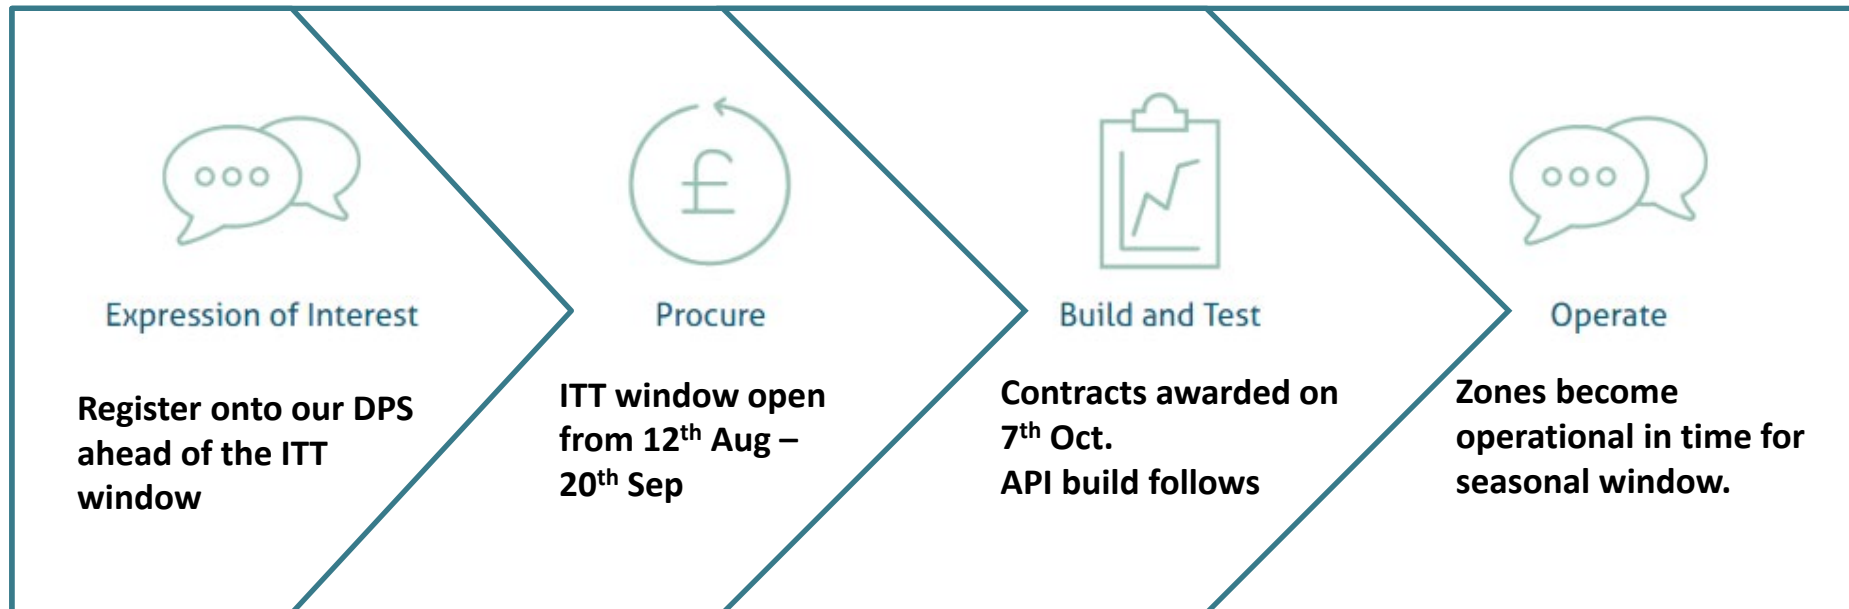 Expression of Interest
Register onto our DPS
ahead of the ITT
window
£
Procure
ITT window open
from 12th Aug –
20th Sep
Build and Test
Contracts awarded on
7th Oct.
API build follows
Operate
Zones become
operational in time for
seasonal window.